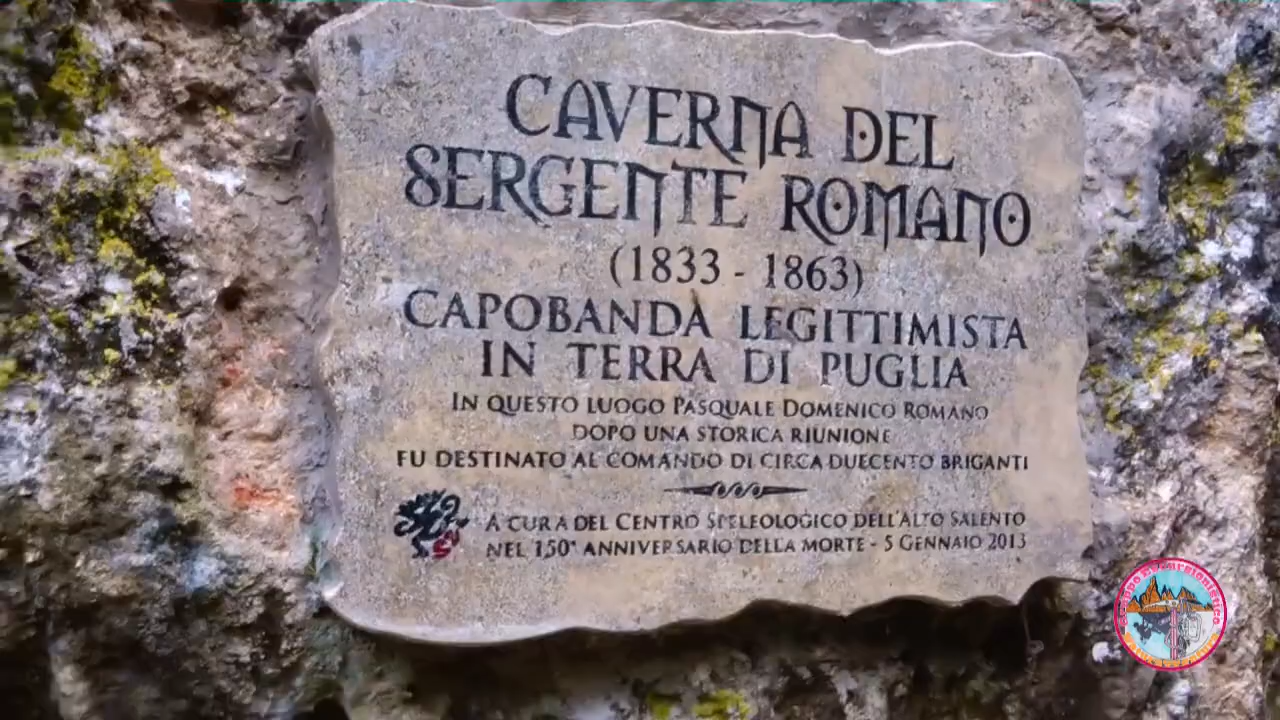 CAVERNA DEL
SERGENTE ROMANO
(1833 - 1863)
CAPOBANDA LEGITTIMISTA
IN TERRA DI PUGLIA
IN QUESTO LUOGO PASQUALE DOMENICO ROMANO
DOPO UNA STORICA RIUNIONE
FU DESTINATO AL COMANDO DI CIRCA DUECENTO BRIGANTI
A CURA DEL CENTRO SPELEOLOGICO DELL'ALTO SALENTO
NEL 150° ANNIVERSARIO DELLA MORTE - 5 GENNAIO 2013